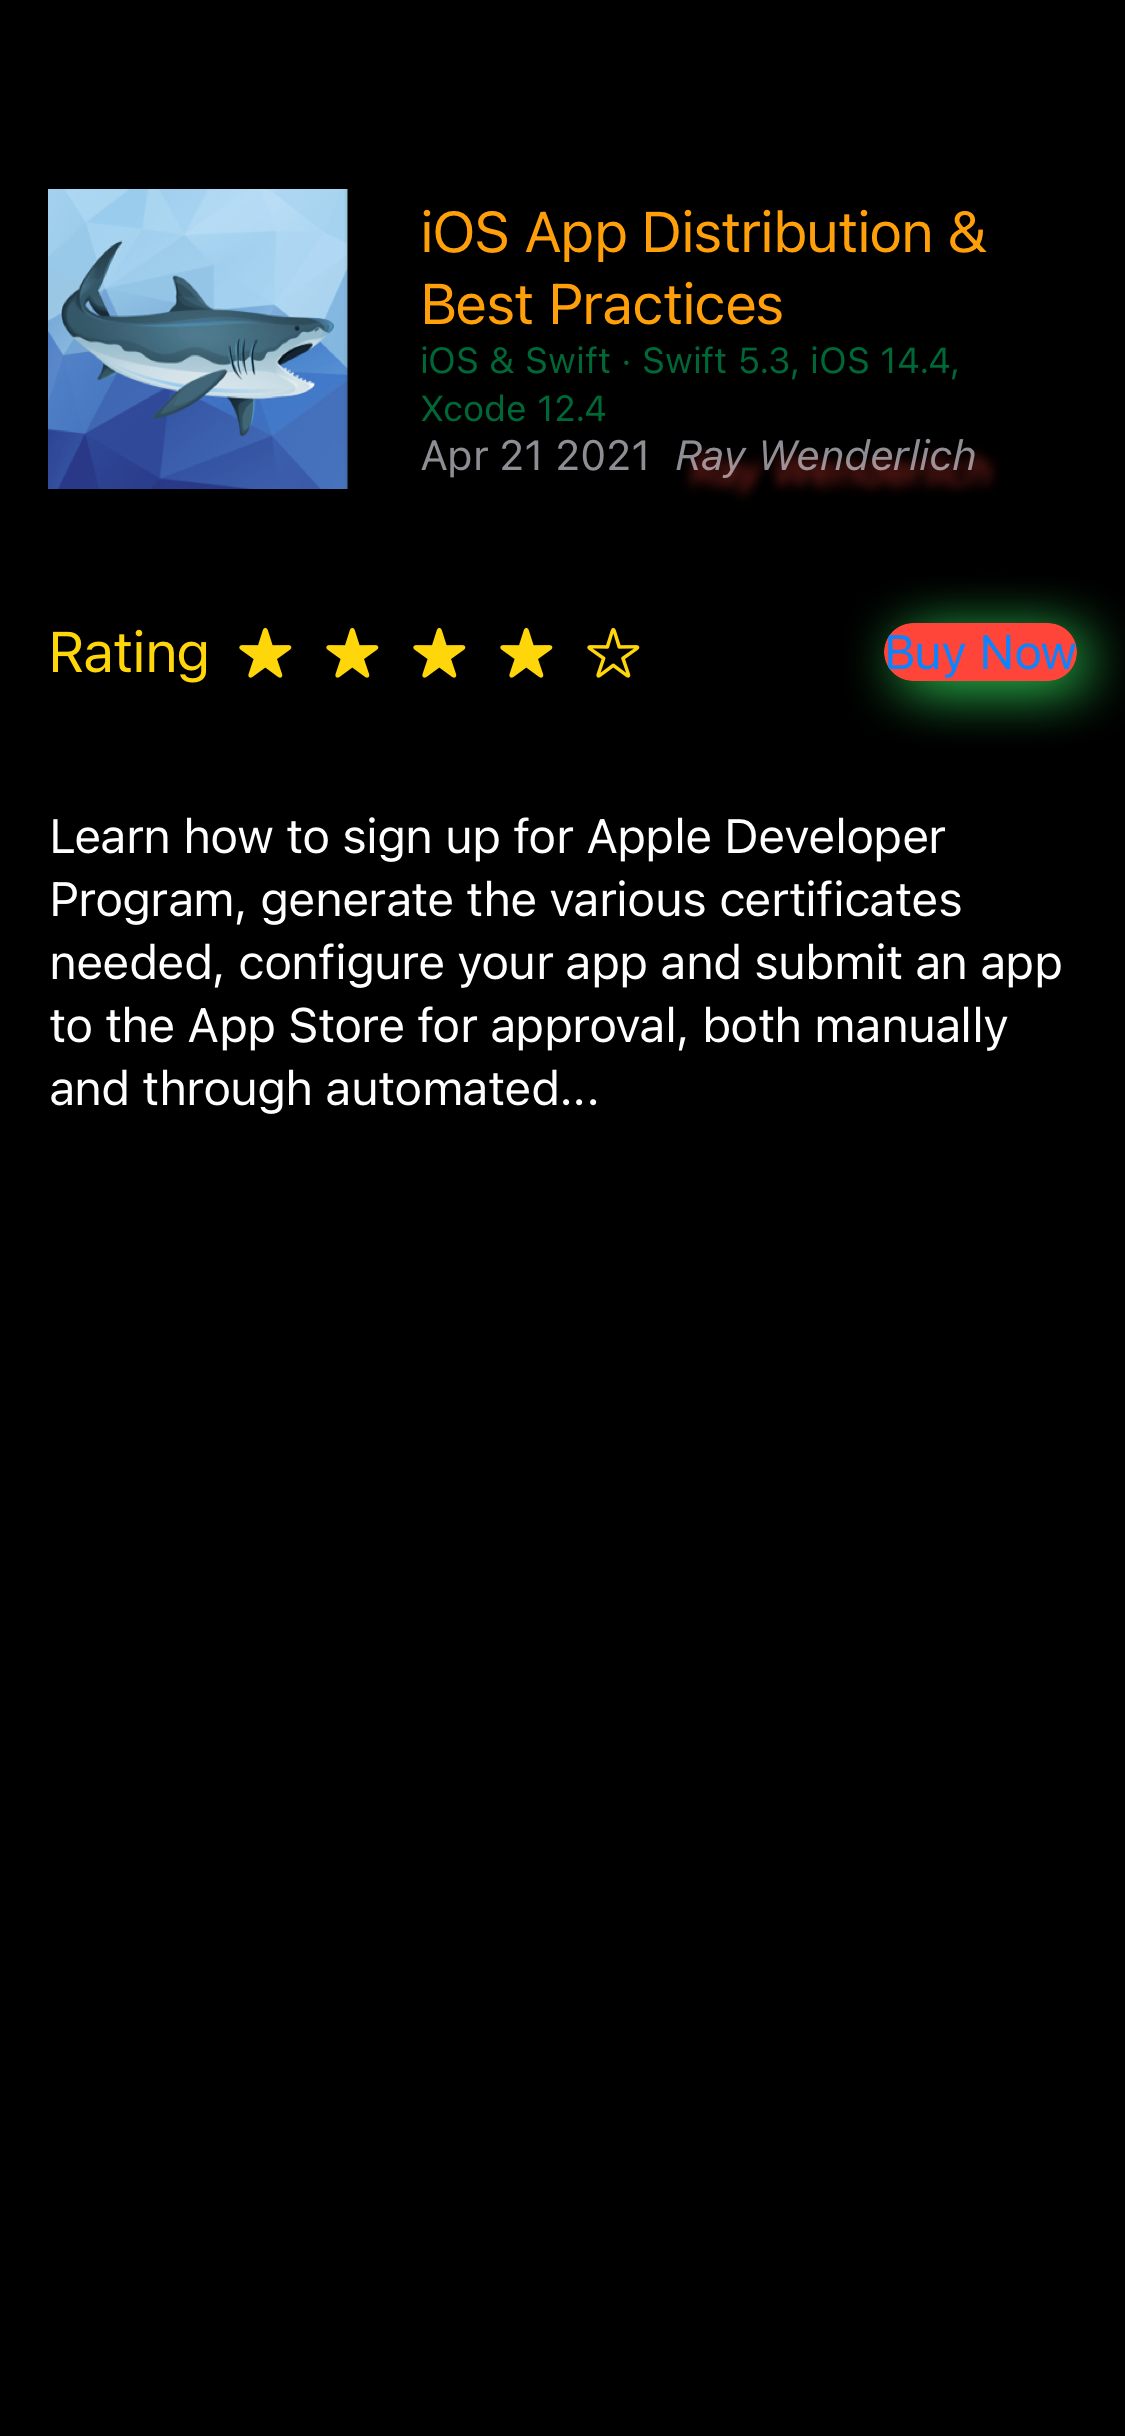 iOS App Distribution &
Best Practices
iOS & Swift · Swift 5.3, iOS 14.4,
Xcode 12.4
Apr 21 2021 Ray Wenderlich
Rating
Buy Now
Learn how to sign up for Apple Developer
Program, generate the various certificates
needed, configure your app and submit an app
to the App Store for approval, both manually
and through automated...